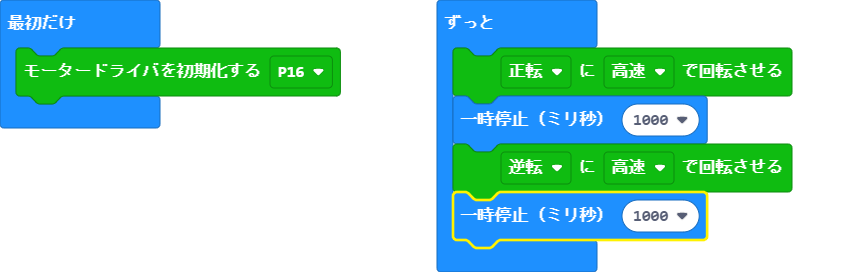 最初だけ
モータードライバを初期化する P16
ずっと
正転 に 高速 で回転させる
一時停止（ミリ秒） 1000
逆転 に 高速 で回転させる
一時停止（ミリ秒） 1000